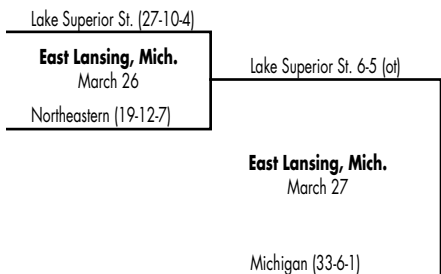 Lake Superior St. (27-10-4)
East Lansing, Mich.
March 26
Northeastern (19-12-7)
Lake Superior St. 6-5 (ot)
East Lansing, Mich.
March 27
Michigan (33-6-1)